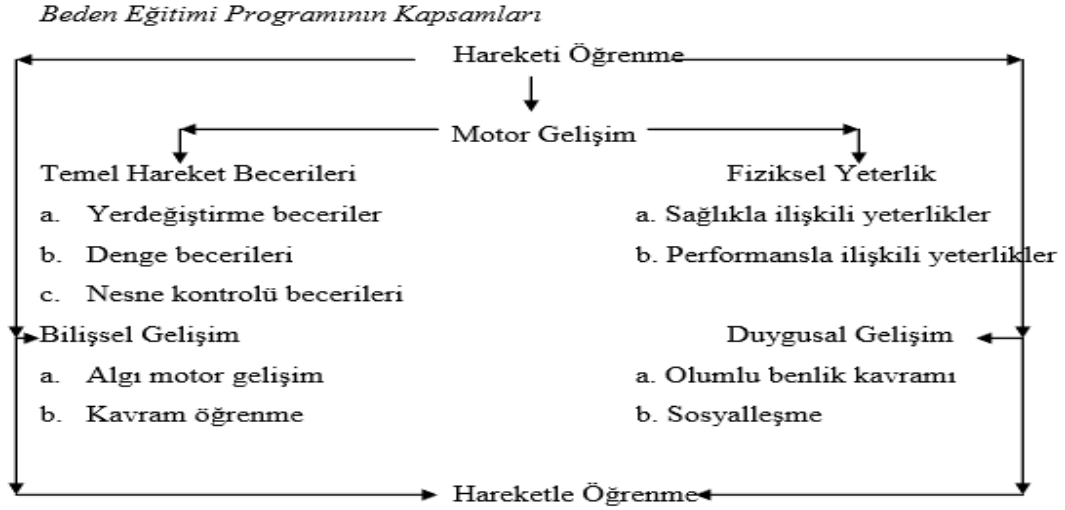 Beden Eğitimi Programının Kapsamları
Hareketi Öğrenme
Motor Gelişim
Temel Hareket Becerileri
a. Yerdeğiştirme beceriler
b. Denge becerileri
c. Nesne kontrolü becerileri
Fiziksel Yeterlik
a. Sağlıkla ilişkili yeterlikler
b. Performansla ilişkili yeterlikler
Bilişsel Gelişim
a. Algı motor gelişim
b. Kavram öğrenme
Duygusal Gelişim
a. Olumlu benlik kavramı
b. Sosyalleşme
Hareketle Öğrenme